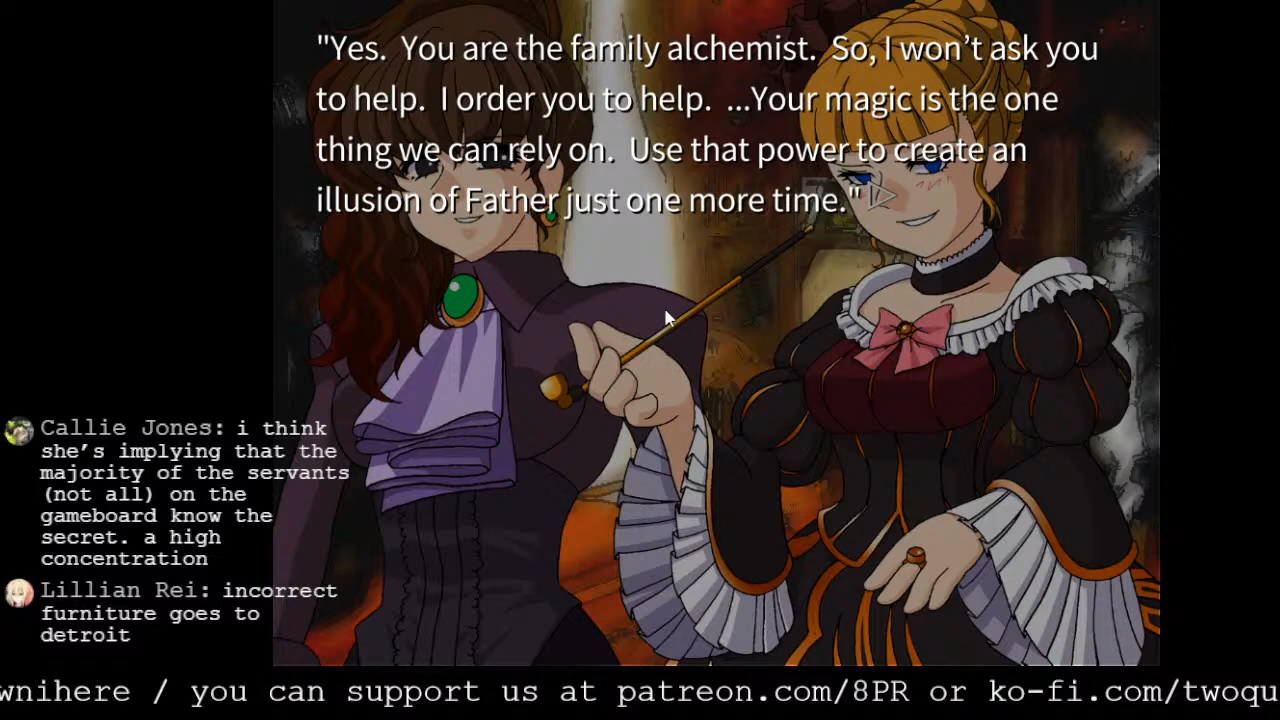 "Yes.  You are the family alchemist.  So, I won’t ask you
to help.  I order you to help.  ...Your magic is the one
thing we can rely on.  Use that power to create an
illusion of Father just one more time."
Callie Jones: i think
she’s implying that the
majority of the servants
(not all) on the
gameboard know the
secret. a high
concentration
Lillian Rei: incorrect
furniture goes to
detroit
wnihere / you can support us at patreon.com/8PR or ko-fi.com/twoqu